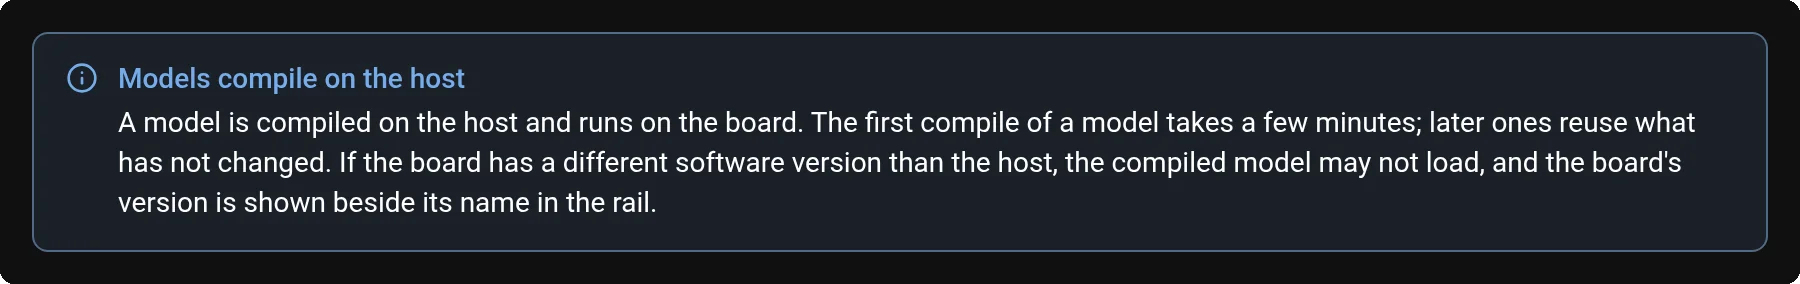 Models compile on the host
A model is compiled on the host and runs on the board. The first compile of a model takes a few minutes; later ones reuse what
has not changed. If the board has a different software version than the host, the compiled model may not load, and the board's
version is shown beside its name in the rail.